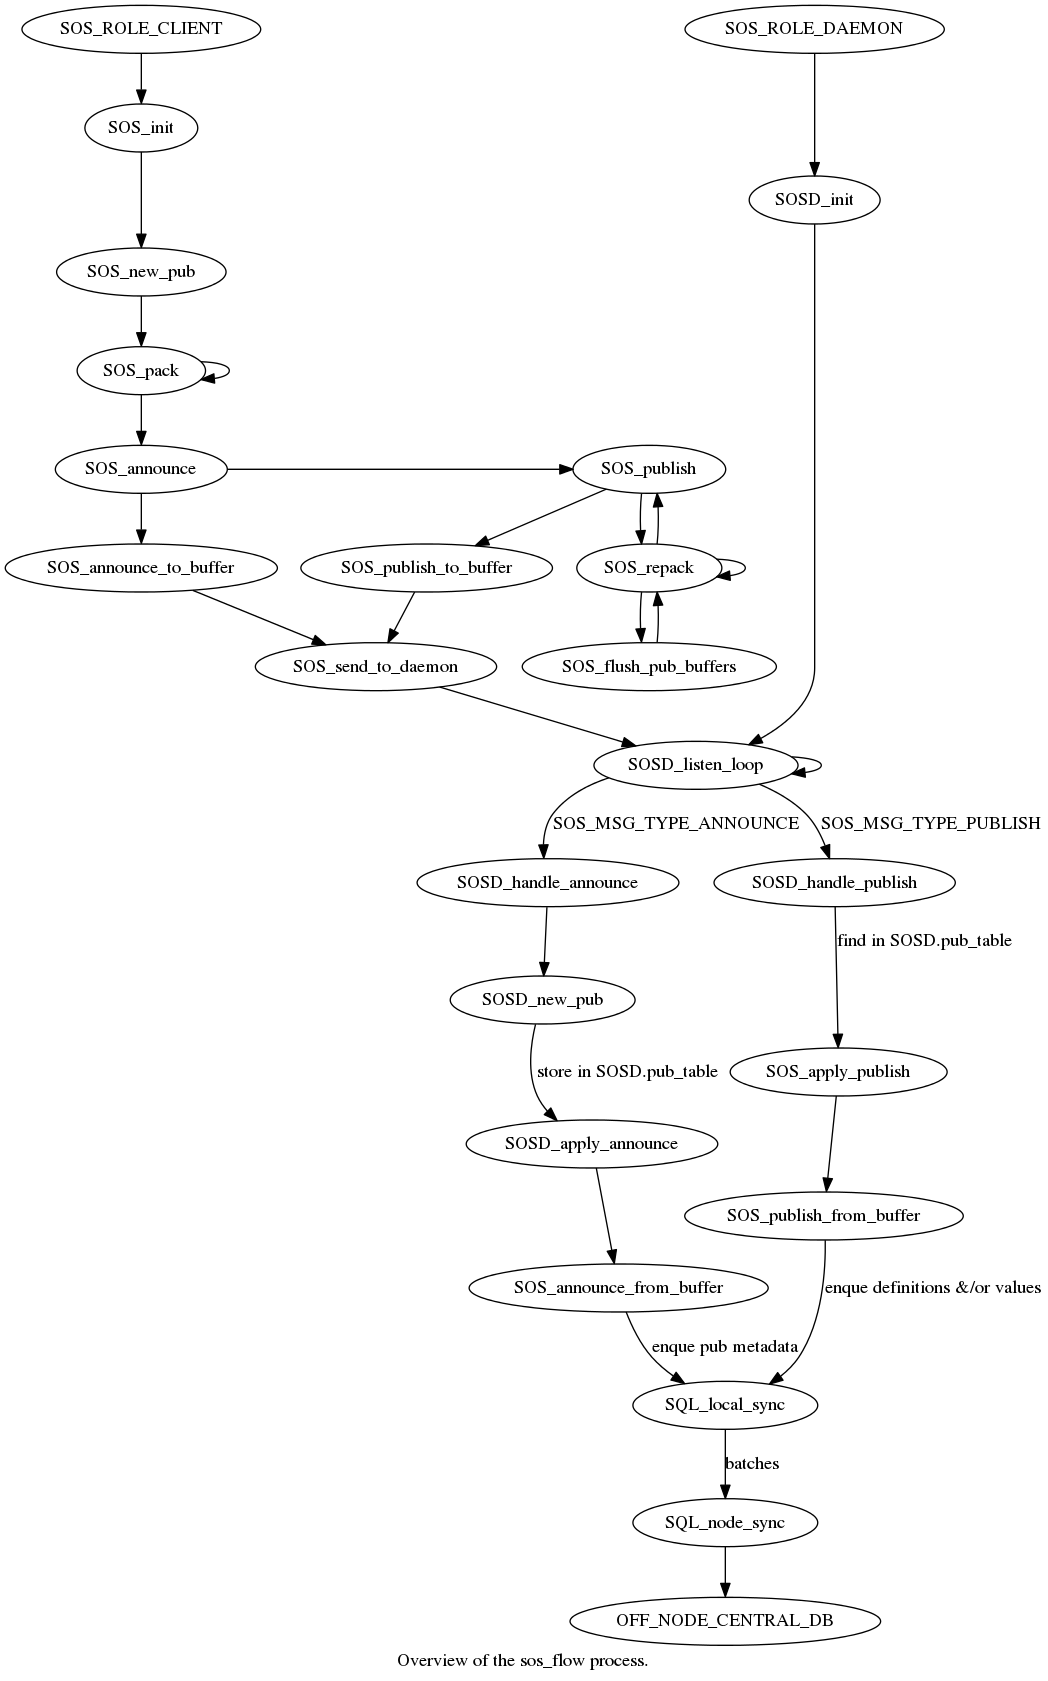 SOS_ROLE_CLIENT
SOS_ROLE_DAEMON
SOS_init
SOSD_init
SOS_new_pub
SOS_pack
SOS_announce
SOS_publish
SOS_announce_to_buffer
SOS_publish_to_buffer
SOS_repack
SOS_send_to_daemon
SOS_flush_pub_buffers
SOSD_listen_loop
SOS_MSG_TYPE_ANNOUNCE
SOS_MSG_TYPE_PUBLISH
SOSD_handle_announce
SOSD_handle_publish
find in SOSD.pub_table
SOSD_new_pub
store in SOSD.pub_table
SOS_apply_publish
SOSD_apply_announce
SOS_publish_from_buffer
SOS_announce_from_buffer
enque definitions &/or values
enque pub metadata
SQL_local_sync
batches
SQL_node_sync
OFF_NODE_CENTRAL_DB
Overview of the sos_flow process.